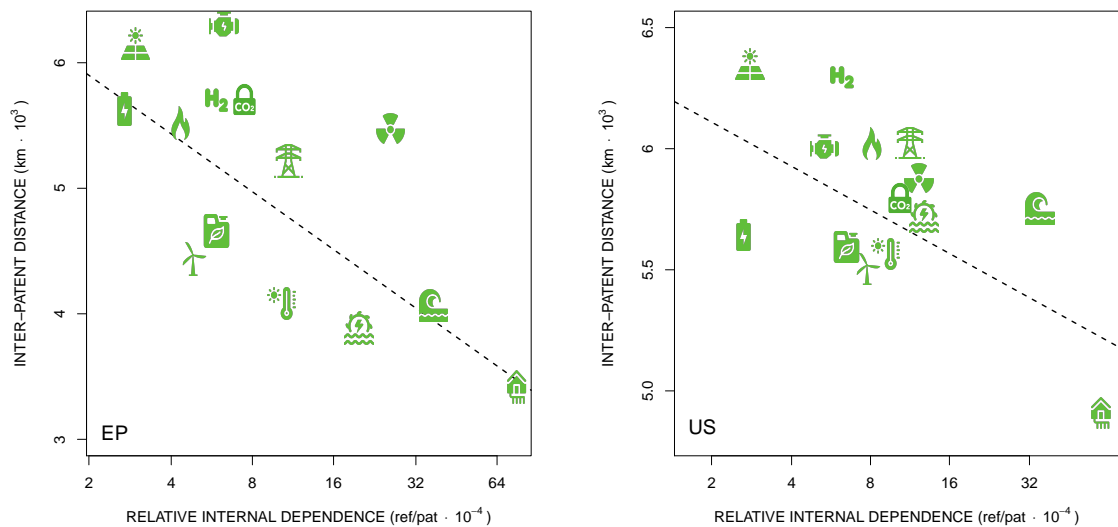 6
5
4
3
INTER−PATENT DISTANCE (km · 10³)
H₂
CO₂
EP
2 4 8 16 32 64
RELATIVE INTERNAL DEPENDENCE (ref/pat · 10⁻⁴)
6.5
6
5.5
5.0
INTER−PATENT DISTANCE (km · 10³)
H₂
CO₂
US
2 4 8 16 32
RELATIVE INTERNAL DEPENDENCE (ref/pat · 10⁻⁴)